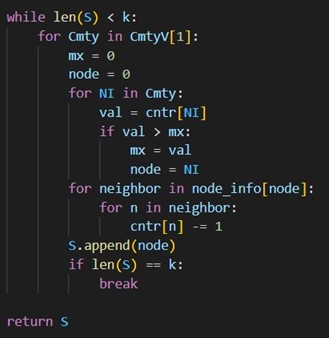 while len(S) < k:
    for Cmty in CmtyV[1]:
        mx = 0
        node = 0
        for NI in Cmty:
            val = cntr[NI]
            if val > mx:
                mx = val
                node = NI
        for neighbor in node_info[node]:
            for n in neighbor:
                cntr[n] -= 1
        S.append(node)
        if len(S) == k:
            break

return S